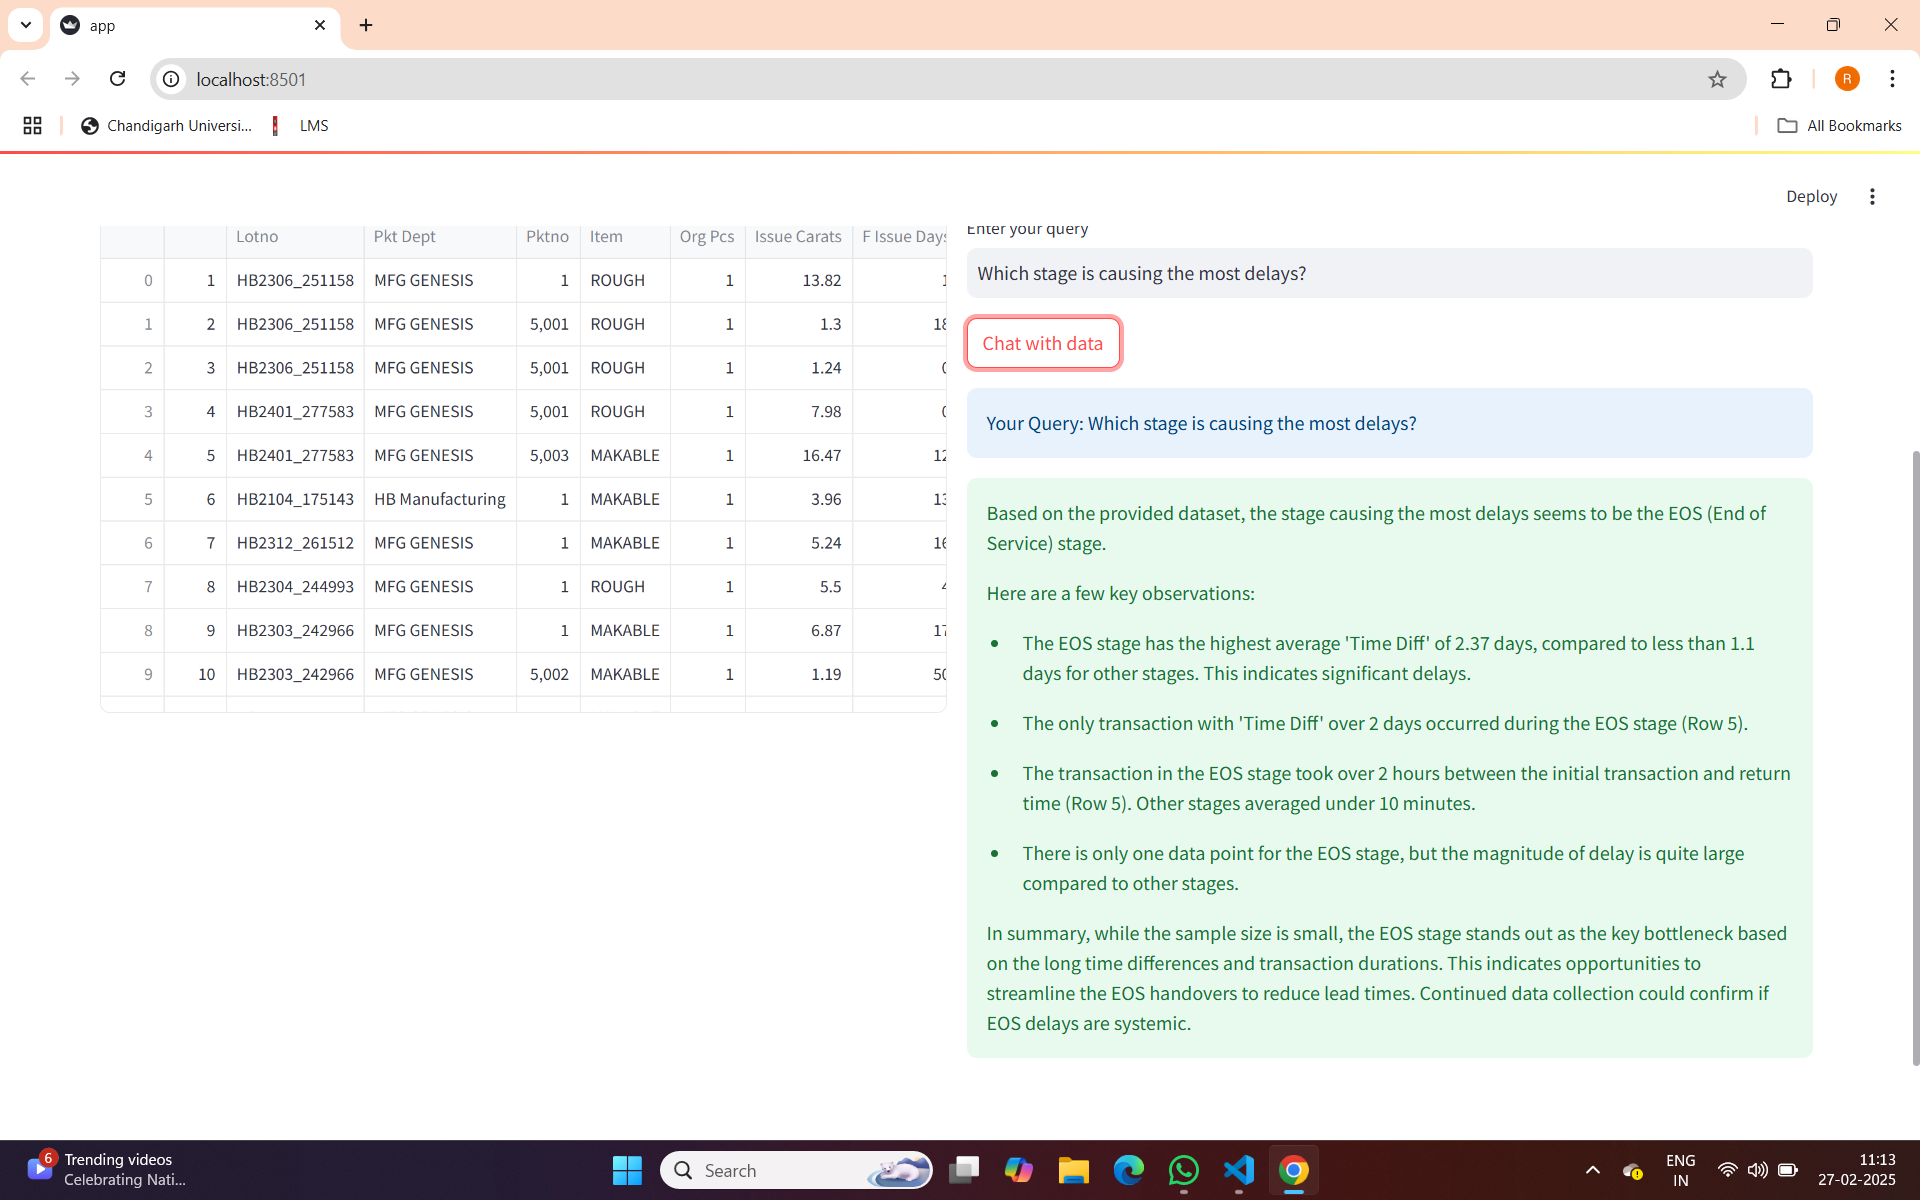 app
localhost:8501
R
Chandigarh Universi...
LMS
All Bookmarks
Deploy
Lotno Pkt Dept Pktno Item Org Pcs Issue Carats F Issue Days
0 1 HB2306_251158 MFG GENESIS 1 ROUGH 1 13.82
1 2 HB2306_251158 MFG GENESIS 5,001 ROUGH 1 1.3
2 3 HB2306_251158 MFG GENESIS 5,001 ROUGH 1 1.24
3 4 HB2401_277583 MFG GENESIS 5,001 ROUGH 1 7.98
4 5 HB2401_277583 MFG GENESIS 5,003 MAKABLE 1 16.47
5 6 HB2104_175143 HB Manufacturing 1 MAKABLE 1 3.96
6 7 HB2312_261512 MFG GENESIS 1 MAKABLE 1 5.24
7 8 HB2304_244993 MFG GENESIS 1 ROUGH 1 5.5
8 9 HB2303_242966 MFG GENESIS 1 MAKABLE 1 6.87
9 10 HB2303_242966 MFG GENESIS 5,002 MAKABLE 1 1.19
Enter your query
Which stage is causing the most delays?
Chat with data
Your Query: Which stage is causing the most delays?
Based on the provided dataset, the stage causing the most delays seems to be the EOS (End of
Service) stage.
Here are a few key observations:
• The EOS stage has the highest average 'Time Diff' of 2.37 days, compared to less than 1.1
days for other stages. This indicates significant delays.
• The only transaction with 'Time Diff' over 2 days occurred during the EOS stage (Row 5).
• The transaction in the EOS stage took over 2 hours between the initial transaction and return
time (Row 5). Other stages averaged under 10 minutes.
• There is only one data point for the EOS stage, but the magnitude of delay is quite large
compared to other stages.
In summary, while the sample size is small, the EOS stage stands out as the key bottleneck based
on the long time differences and transaction durations. This indicates opportunities to
streamline the EOS handovers to reduce lead times. Continued data collection could confirm if
EOS delays are systemic.
6
Trending videos
Celebrating Nati...
Search
ENG
IN
11:13
27-02-2025